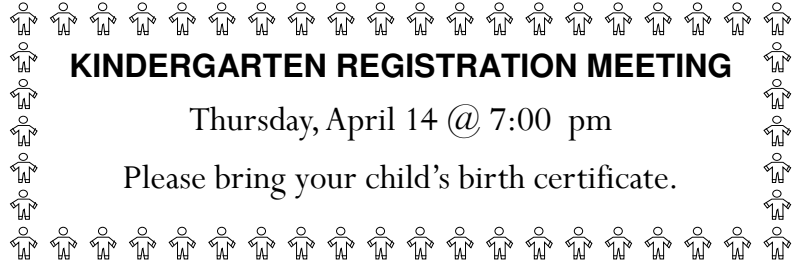 KINDERGARTEN REGISTRATION MEETING
Thursday, April 14 @ 7:00 pm
Please bring your child's birth certificate.